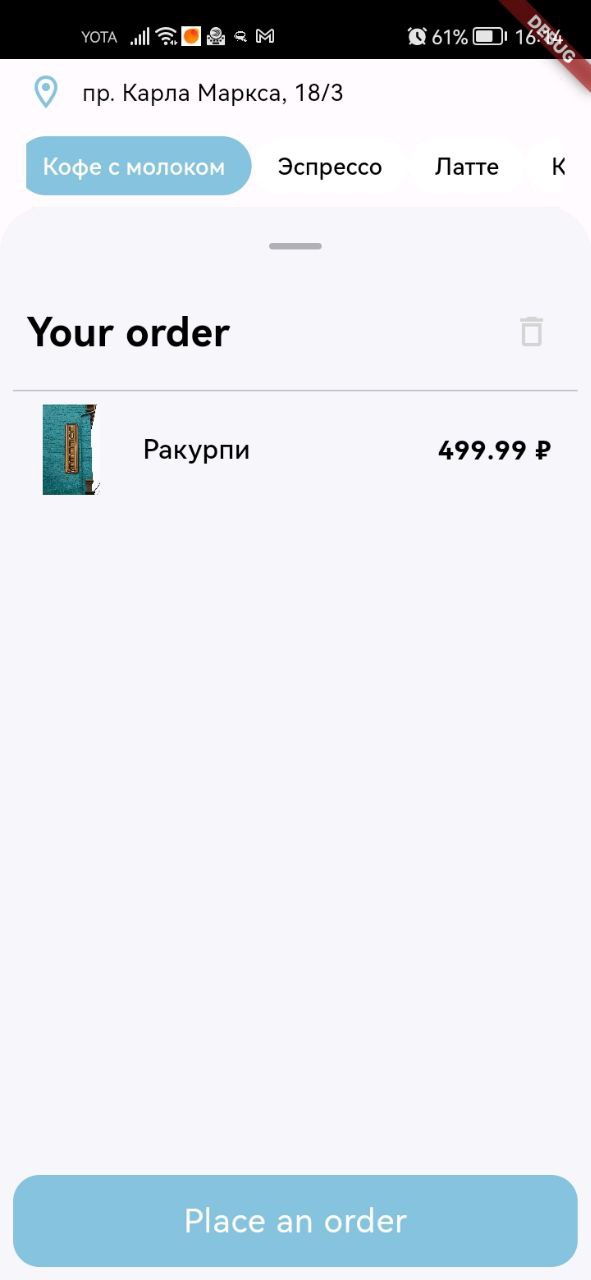 YOTA 61% 16:14
DEBUG
пр. Карла Маркса, 18/3
Кофе с молоком Эспрессо Латте К
Your order
Ракурпи 499.99 ₽
Place an order